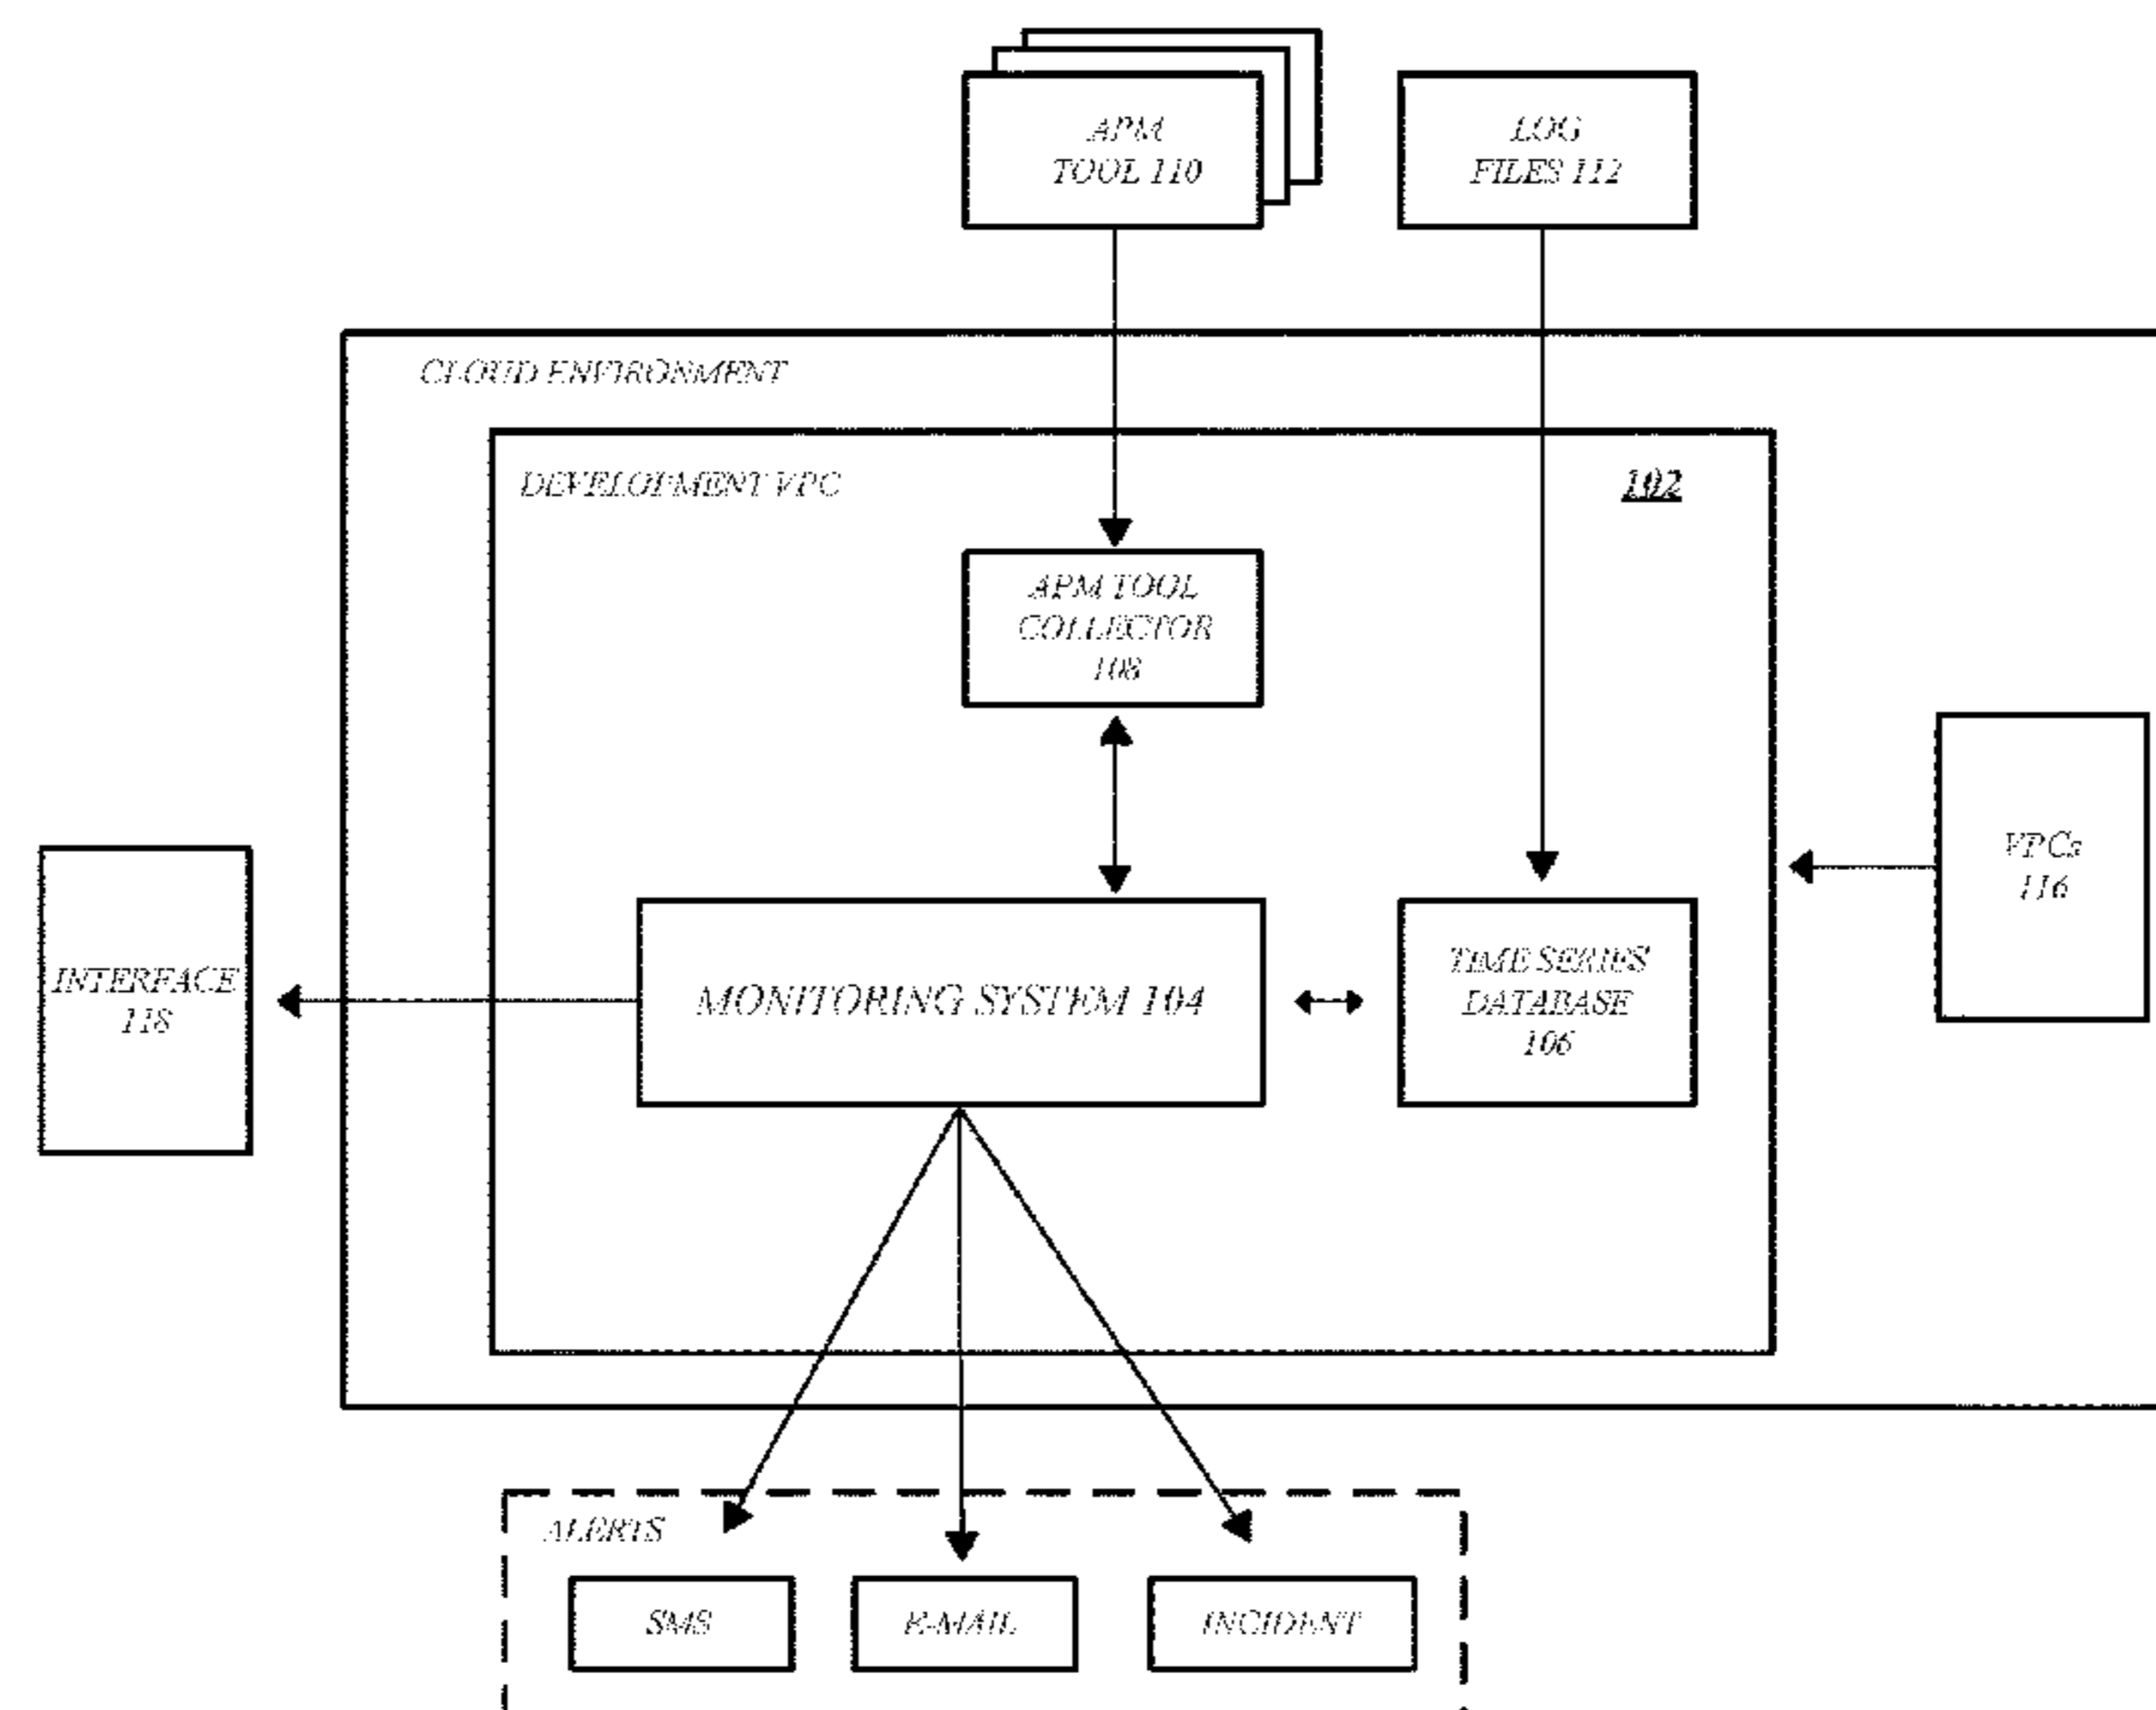 APM
TOOL 110
LOG
FILES 112
CLOUD ENVIRONMENT
DEVELOPMENT VPC
102
APM TOOL
COLLECTOR
108
VPCs
116
INTERFACE
118
MONITORING SYSTEM 104
TIME SERIES
DATABASE
106
ALERTS
SMS
E-MAIL
INCIDENT